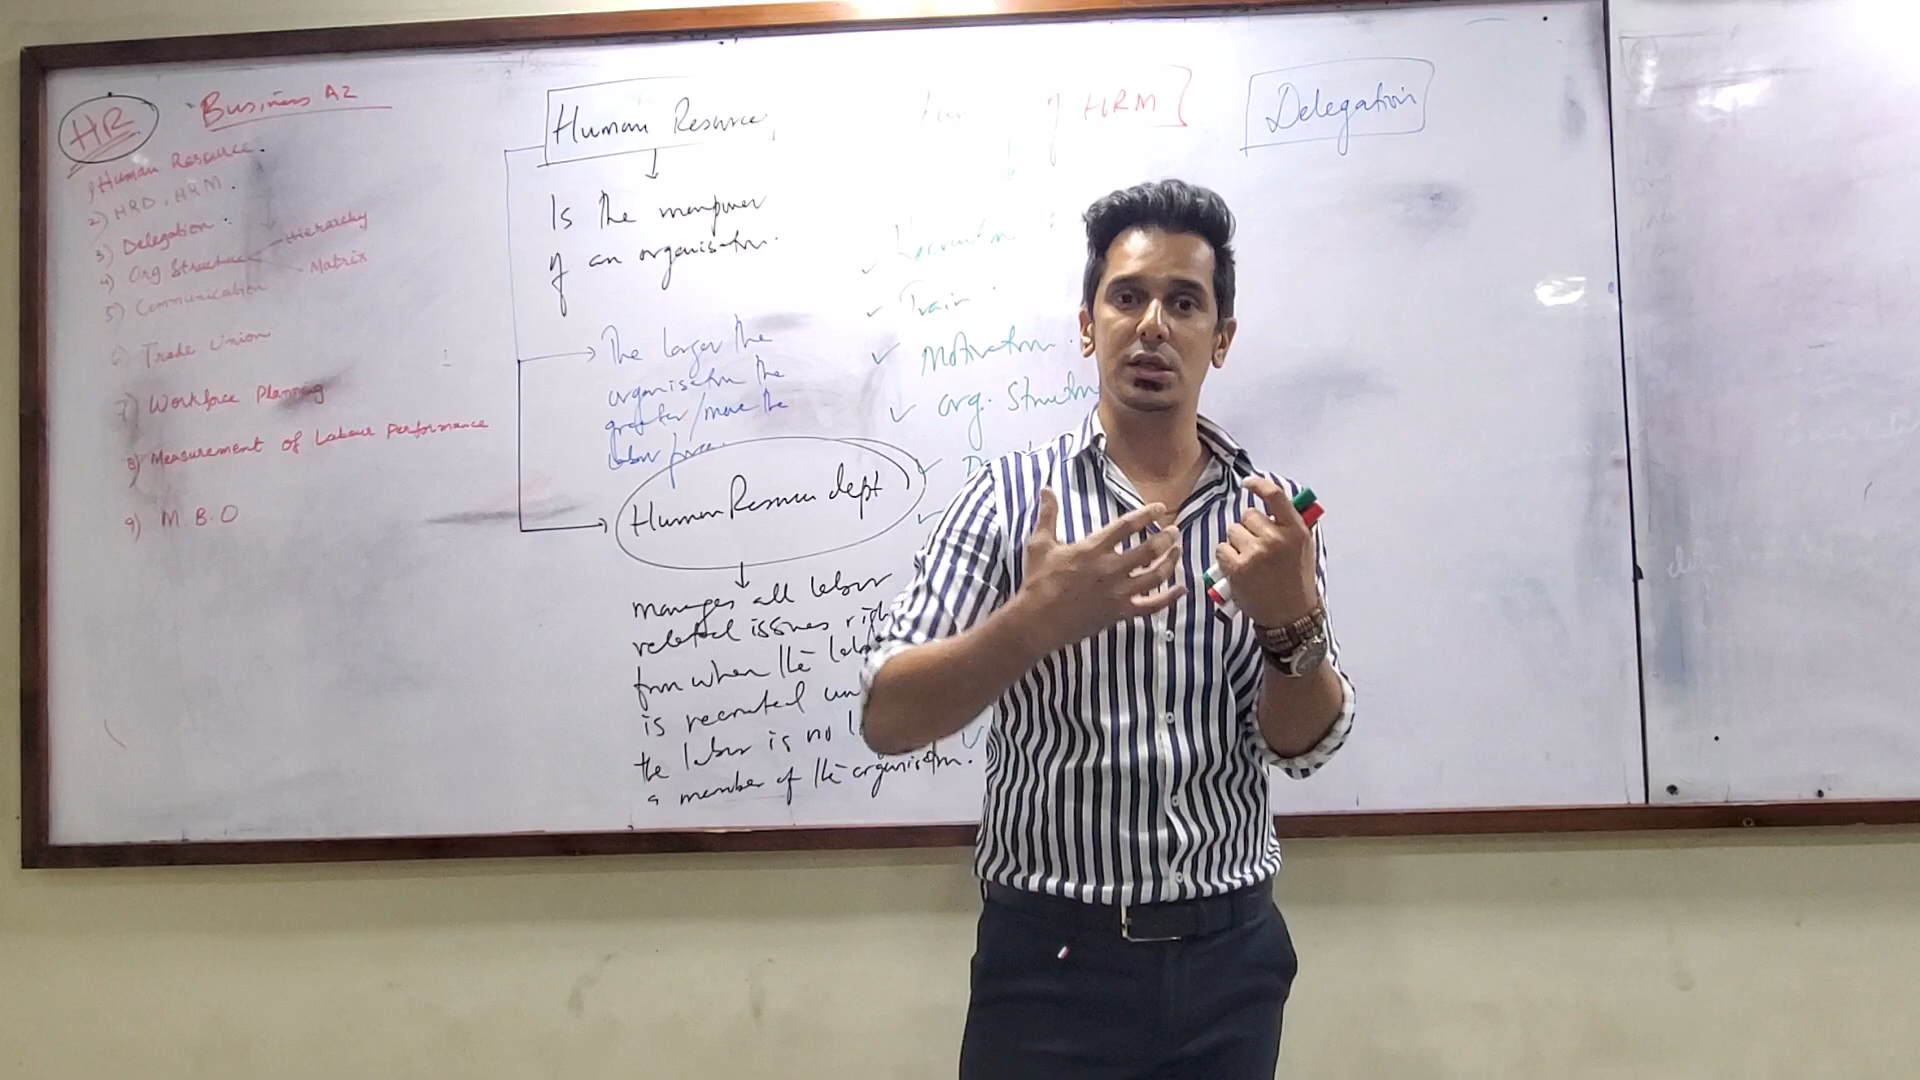 HR
Business A2
1) Human Resource.
2) HRD, HRM.
3) Delegation.
4) Org Structure
Hierarchy
Matrix
5) Communication
6) Trade Union
7) Workforce Planning
8) Measurement of Labour Performance
9) M.B.O
Human Resource
Is the manpower
of an organisation.
The larger the
organisation the
greater/more the
labor force.
Human Resource dept
manages all labor
related issues right
from when the
is recruited
the labor is no
a member of the organisation.
of HRM
Recruitment
Train
Motivation.
Org. Structure
Delegation